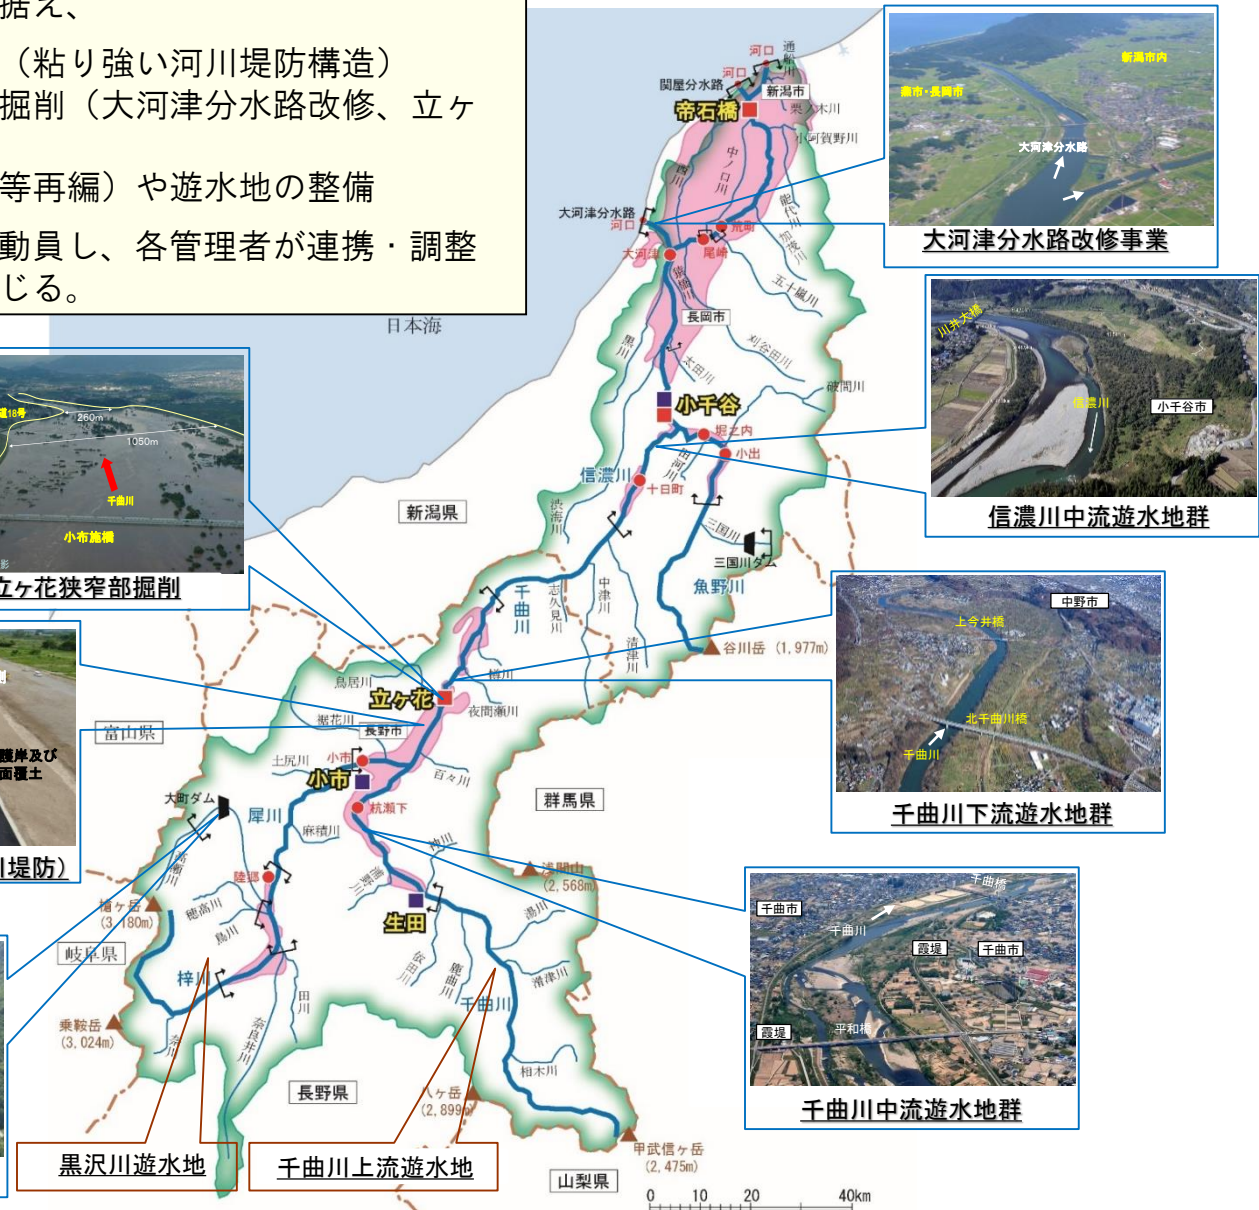 据え、
（粘り強い河川堤防構造）
掘削（大河津分水路改修、立ヶ
等再編）や遊水地の整備
動員し、各管理者が連携・調整
じる。
日本海
通船川
河口
河口
関屋分水路
新潟市
帝石橋
栗ノ木川
小阿賀野川
中ノ口川
西川
大河津分水路
河口
能代川
荒町
加茂川
大河津
尾崎
五十嵐川
猿橋川
長岡市
黒川
刈谷田川
太田川
破間川
小千谷
堀之内
小出
信濃川
十日町
新潟県
渋海川
三国川
三国川ダム
魚野川
千曲川
志久見川
中津川
清津川
谷川岳 (1,977m)
樽川
鳥居川
立ヶ花
夜間瀬川
裾花川
長野市
富山県
土尻川
小市
小市
百々川
群馬県
大町ダム
犀川
杭瀬下
麻績川
高瀬川
神川
浦野川
浅間山
(2,568m)
陸郷
槍ヶ岳
(3,180m)
穂高川
烏川
生田
湯川
岐阜県
依田川
鹿曲川
滑津川
梓川
田川
千曲川
乗鞍岳
(3,024m)
奈川
奈良井川
相木川
長野県
八ヶ岳
(2,899m)
甲武信ヶ岳
(2,475m)
山梨県
0 10 20 40km
新潟市内
燕市・長岡市
大河津分水路
大河津分水路改修事業
川井大橋
信濃川
小千谷市
信濃川中流遊水地群
道18号
260m
1050m
千曲川
小布施橋
影
立ヶ花狭窄部掘削
護岸及び
面覆土
川堤防）
中野市
上今井橋
北千曲川橋
千曲川
千曲川下流遊水地群
千曲橋
千曲市
千曲川
霞堤
千曲市
霞堤
平和橋
千曲川中流遊水地群
黒沢川遊水地
千曲川上流遊水地